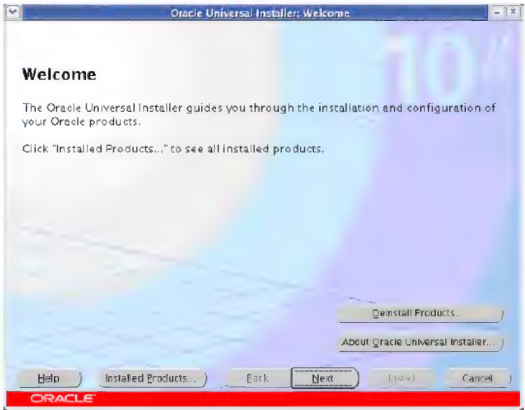 Oracle Universal Installer: Welcome
10g
Welcome
The Oracle Universal Installer guides you through the installation and configuration of
your Oracle products.
Click "Installed Products..." to see all installed products.
Deinstall Products...
About Oracle Universal Installer...
Help
Installed Products...
Back
Next
Install
Cancel
ORACLE